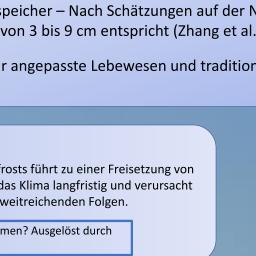 speicher – Nach Schätzungen auf der N
von 3 bis 9 cm entspricht (Zhang et al.
r angepasste Lebewesen und tradition
frosts führt zu einer Freisetzung von
das Klima langfristig und verursacht
weitreichenden Folgen.
men? Ausgelöst durch